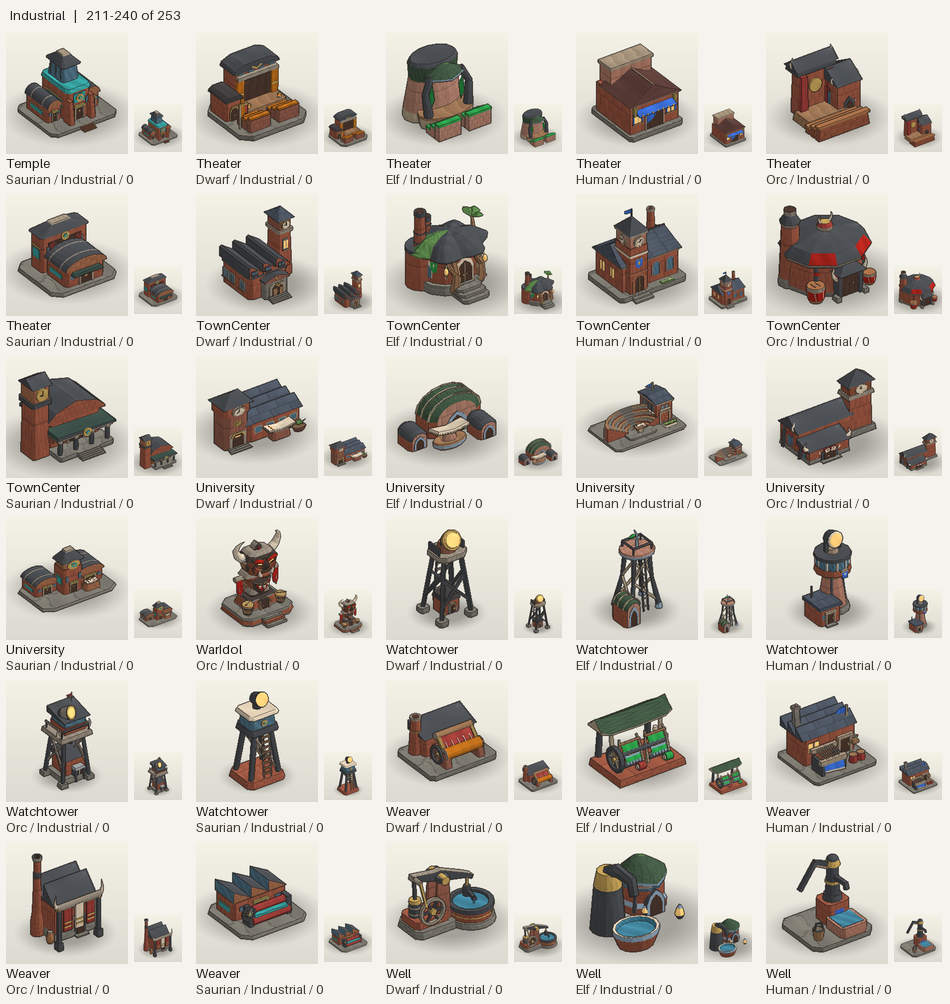 Industrial | 211-240 of 253
Temple
Saurian / Industrial / 0
Theater
Dwarf / Industrial / 0
Theater
Elf / Industrial / 0
Theater
Human / Industrial / 0
Theater
Orc / Industrial / 0
Theater
Saurian / Industrial / 0
TownCenter
Dwarf / Industrial / 0
TownCenter
Elf / Industrial / 0
TownCenter
Human / Industrial / 0
TownCenter
Orc / Industrial / 0
TownCenter
Saurian / Industrial / 0
University
Dwarf / Industrial / 0
University
Elf / Industrial / 0
University
Human / Industrial / 0
University
Orc / Industrial / 0
University
Saurian / Industrial / 0
WarIdol
Orc / Industrial / 0
Watchtower
Dwarf / Industrial / 0
Watchtower
Elf / Industrial / 0
Watchtower
Human / Industrial / 0
Watchtower
Orc / Industrial / 0
Watchtower
Saurian / Industrial / 0
Weaver
Dwarf / Industrial / 0
Weaver
Elf / Industrial / 0
Weaver
Human / Industrial / 0
Weaver
Orc / Industrial / 0
Weaver
Saurian / Industrial / 0
Well
Dwarf / Industrial / 0
Well
Elf / Industrial / 0
Well
Human / Industrial / 0